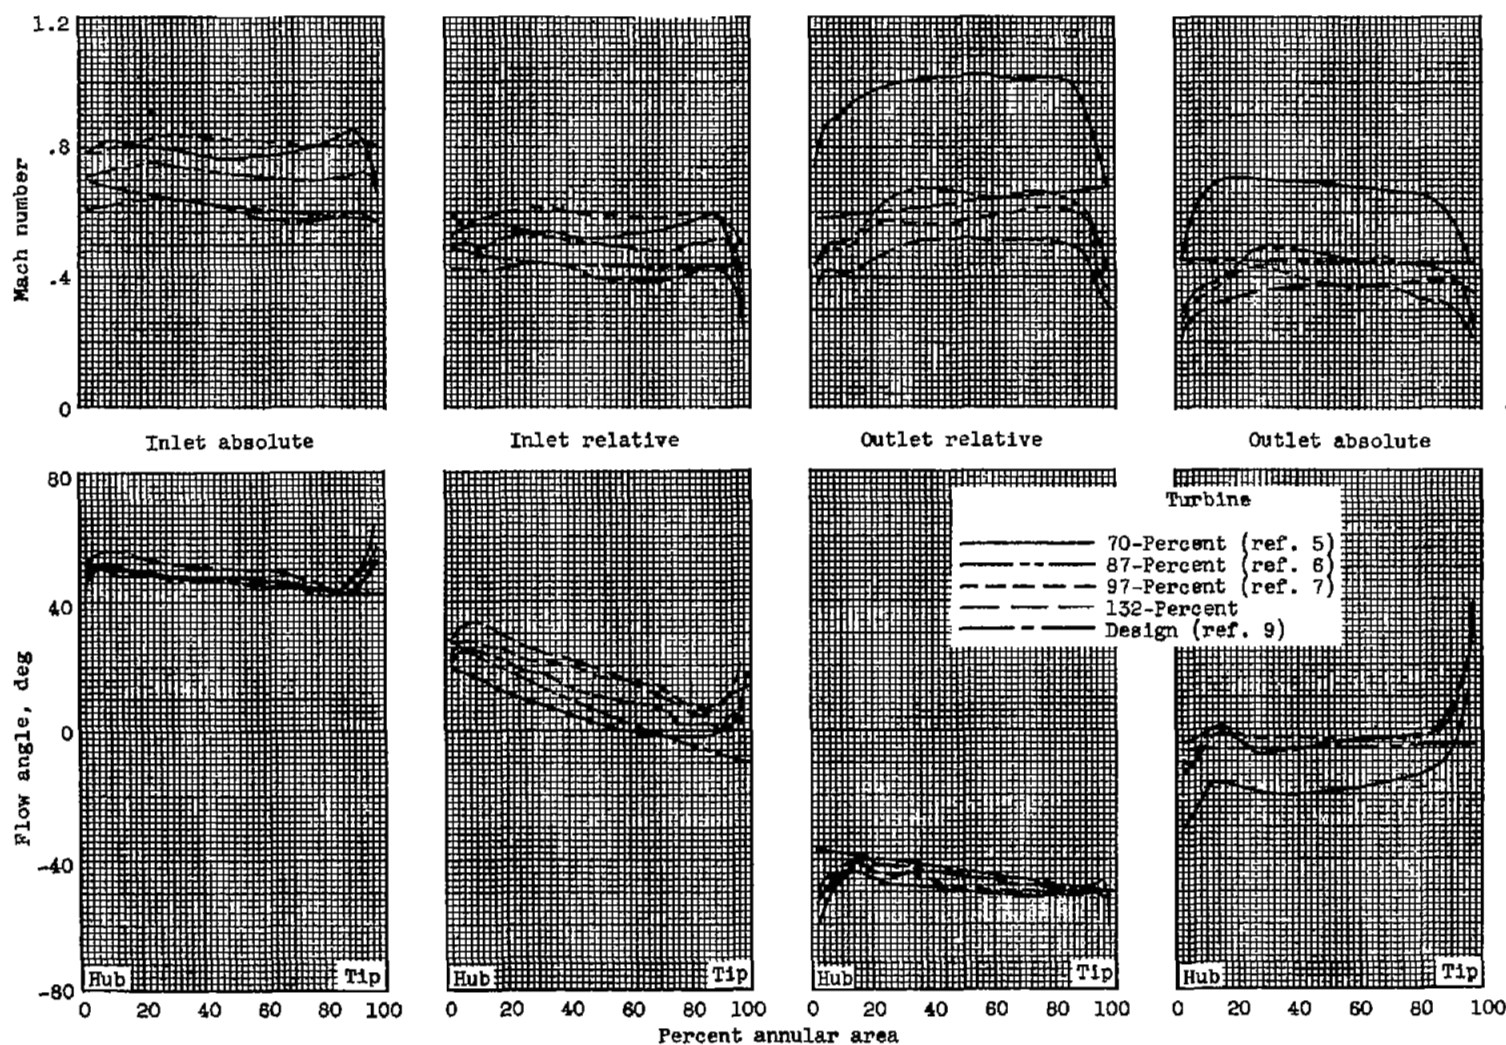 1.2
.8
.4
0
Mach number
Inlet absolute
Inlet relative
Outlet relative
Outlet absolute
80
40
0
-40
-80
Flow angle, deg
Turbine
70-Percent (ref. 5)
87-Percent (ref. 6)
97-Percent (ref. 7)
132-Percent
Design (ref. 9)
Hub Tip
Hub Tip
Hub Tip
Hub Tip
0 20 40 60 80 100
0 20 40 60 80 100
0 20 40 60 80 100
0 20 40 60 80 100
Percent annular area